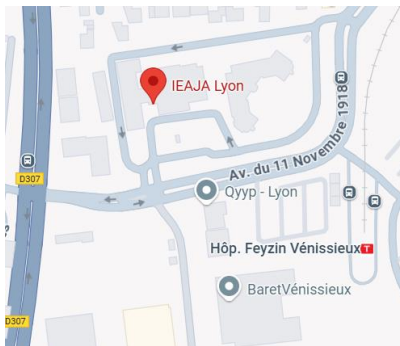 IEAJA Lyon
Av. du 11 Novembre 1918
D307
Qyyp - Lyon
Hôp. Feyzin Vénissieux T
BaretVénissieux
D307